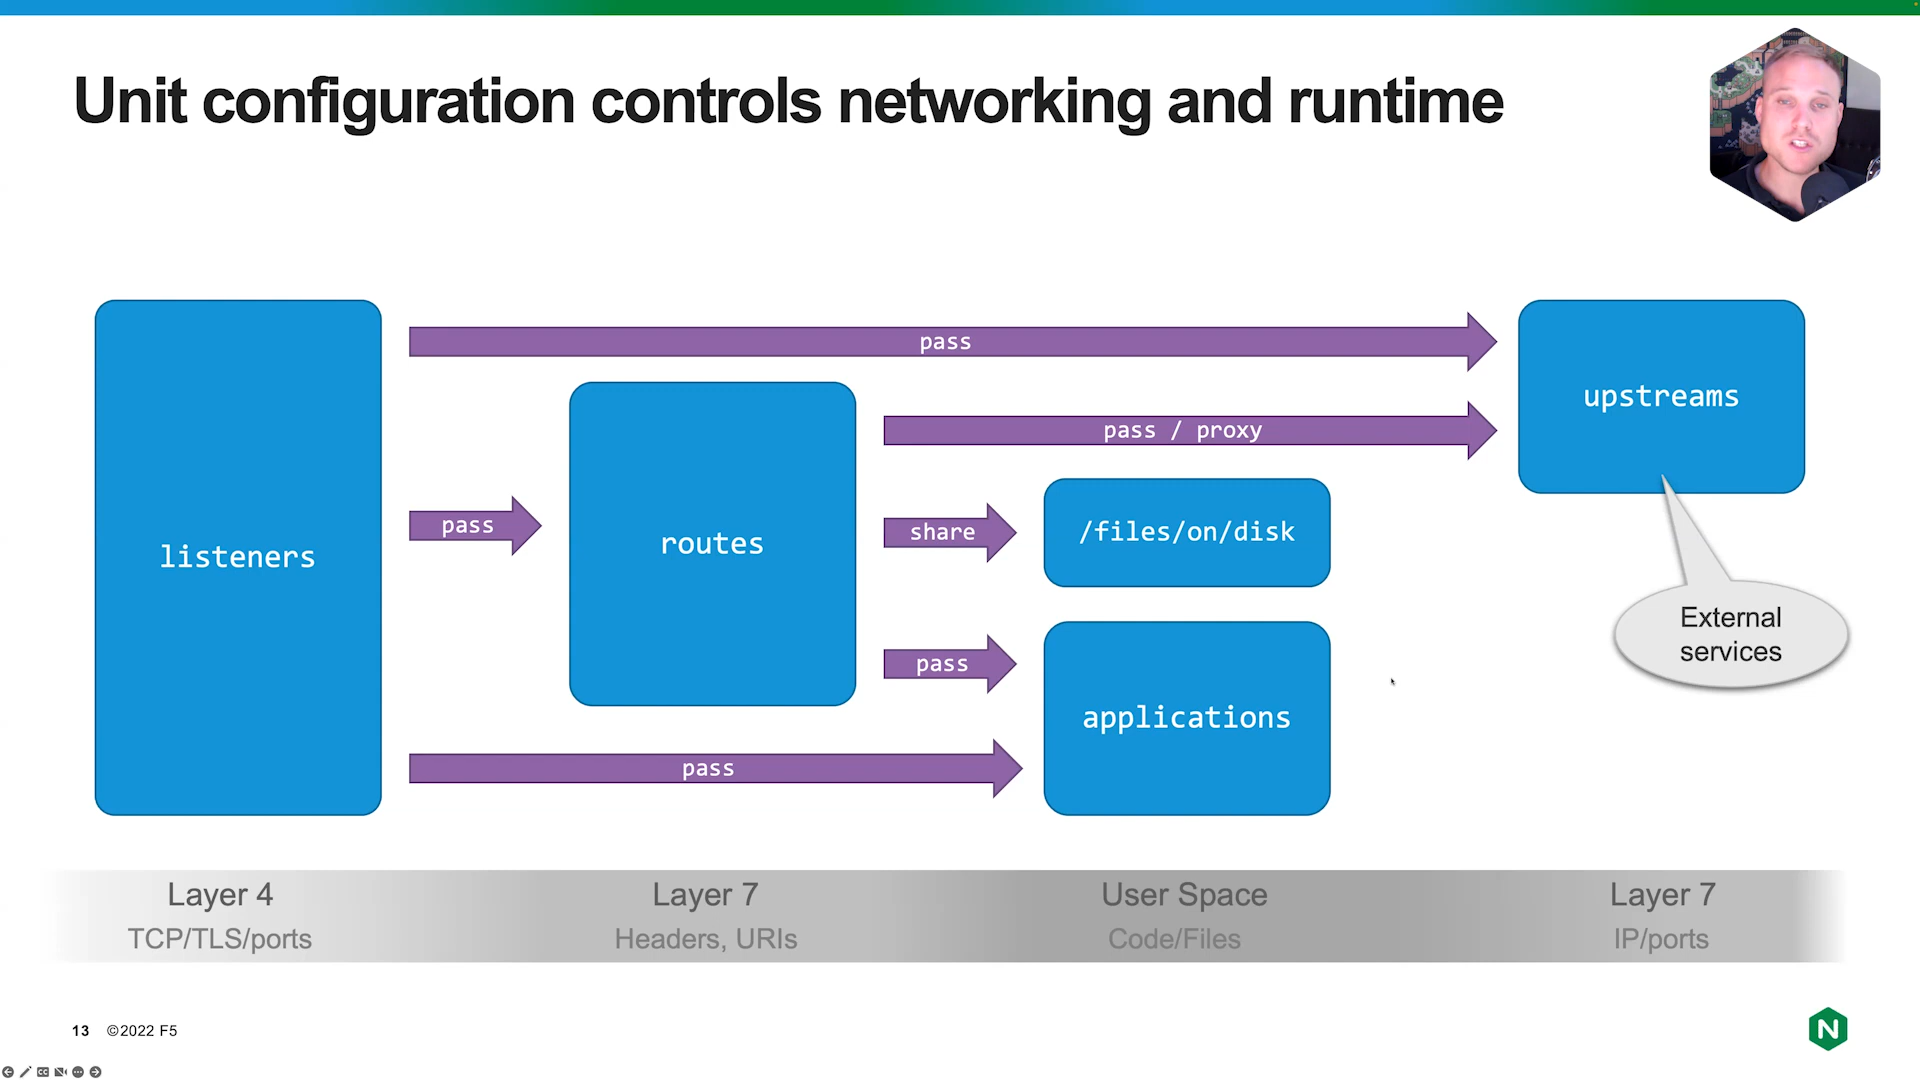 Unit configuration controls networking and runtime
pass
upstreams
pass / proxy
listeners
pass
routes
share
/files/on/disk
External
services
pass
applications
pass
Layer 4
TCP/TLS/ports
Layer 7
Headers, URIs
User Space
Code/Files
Layer 7
IP/ports
13 ©2022 F5
N